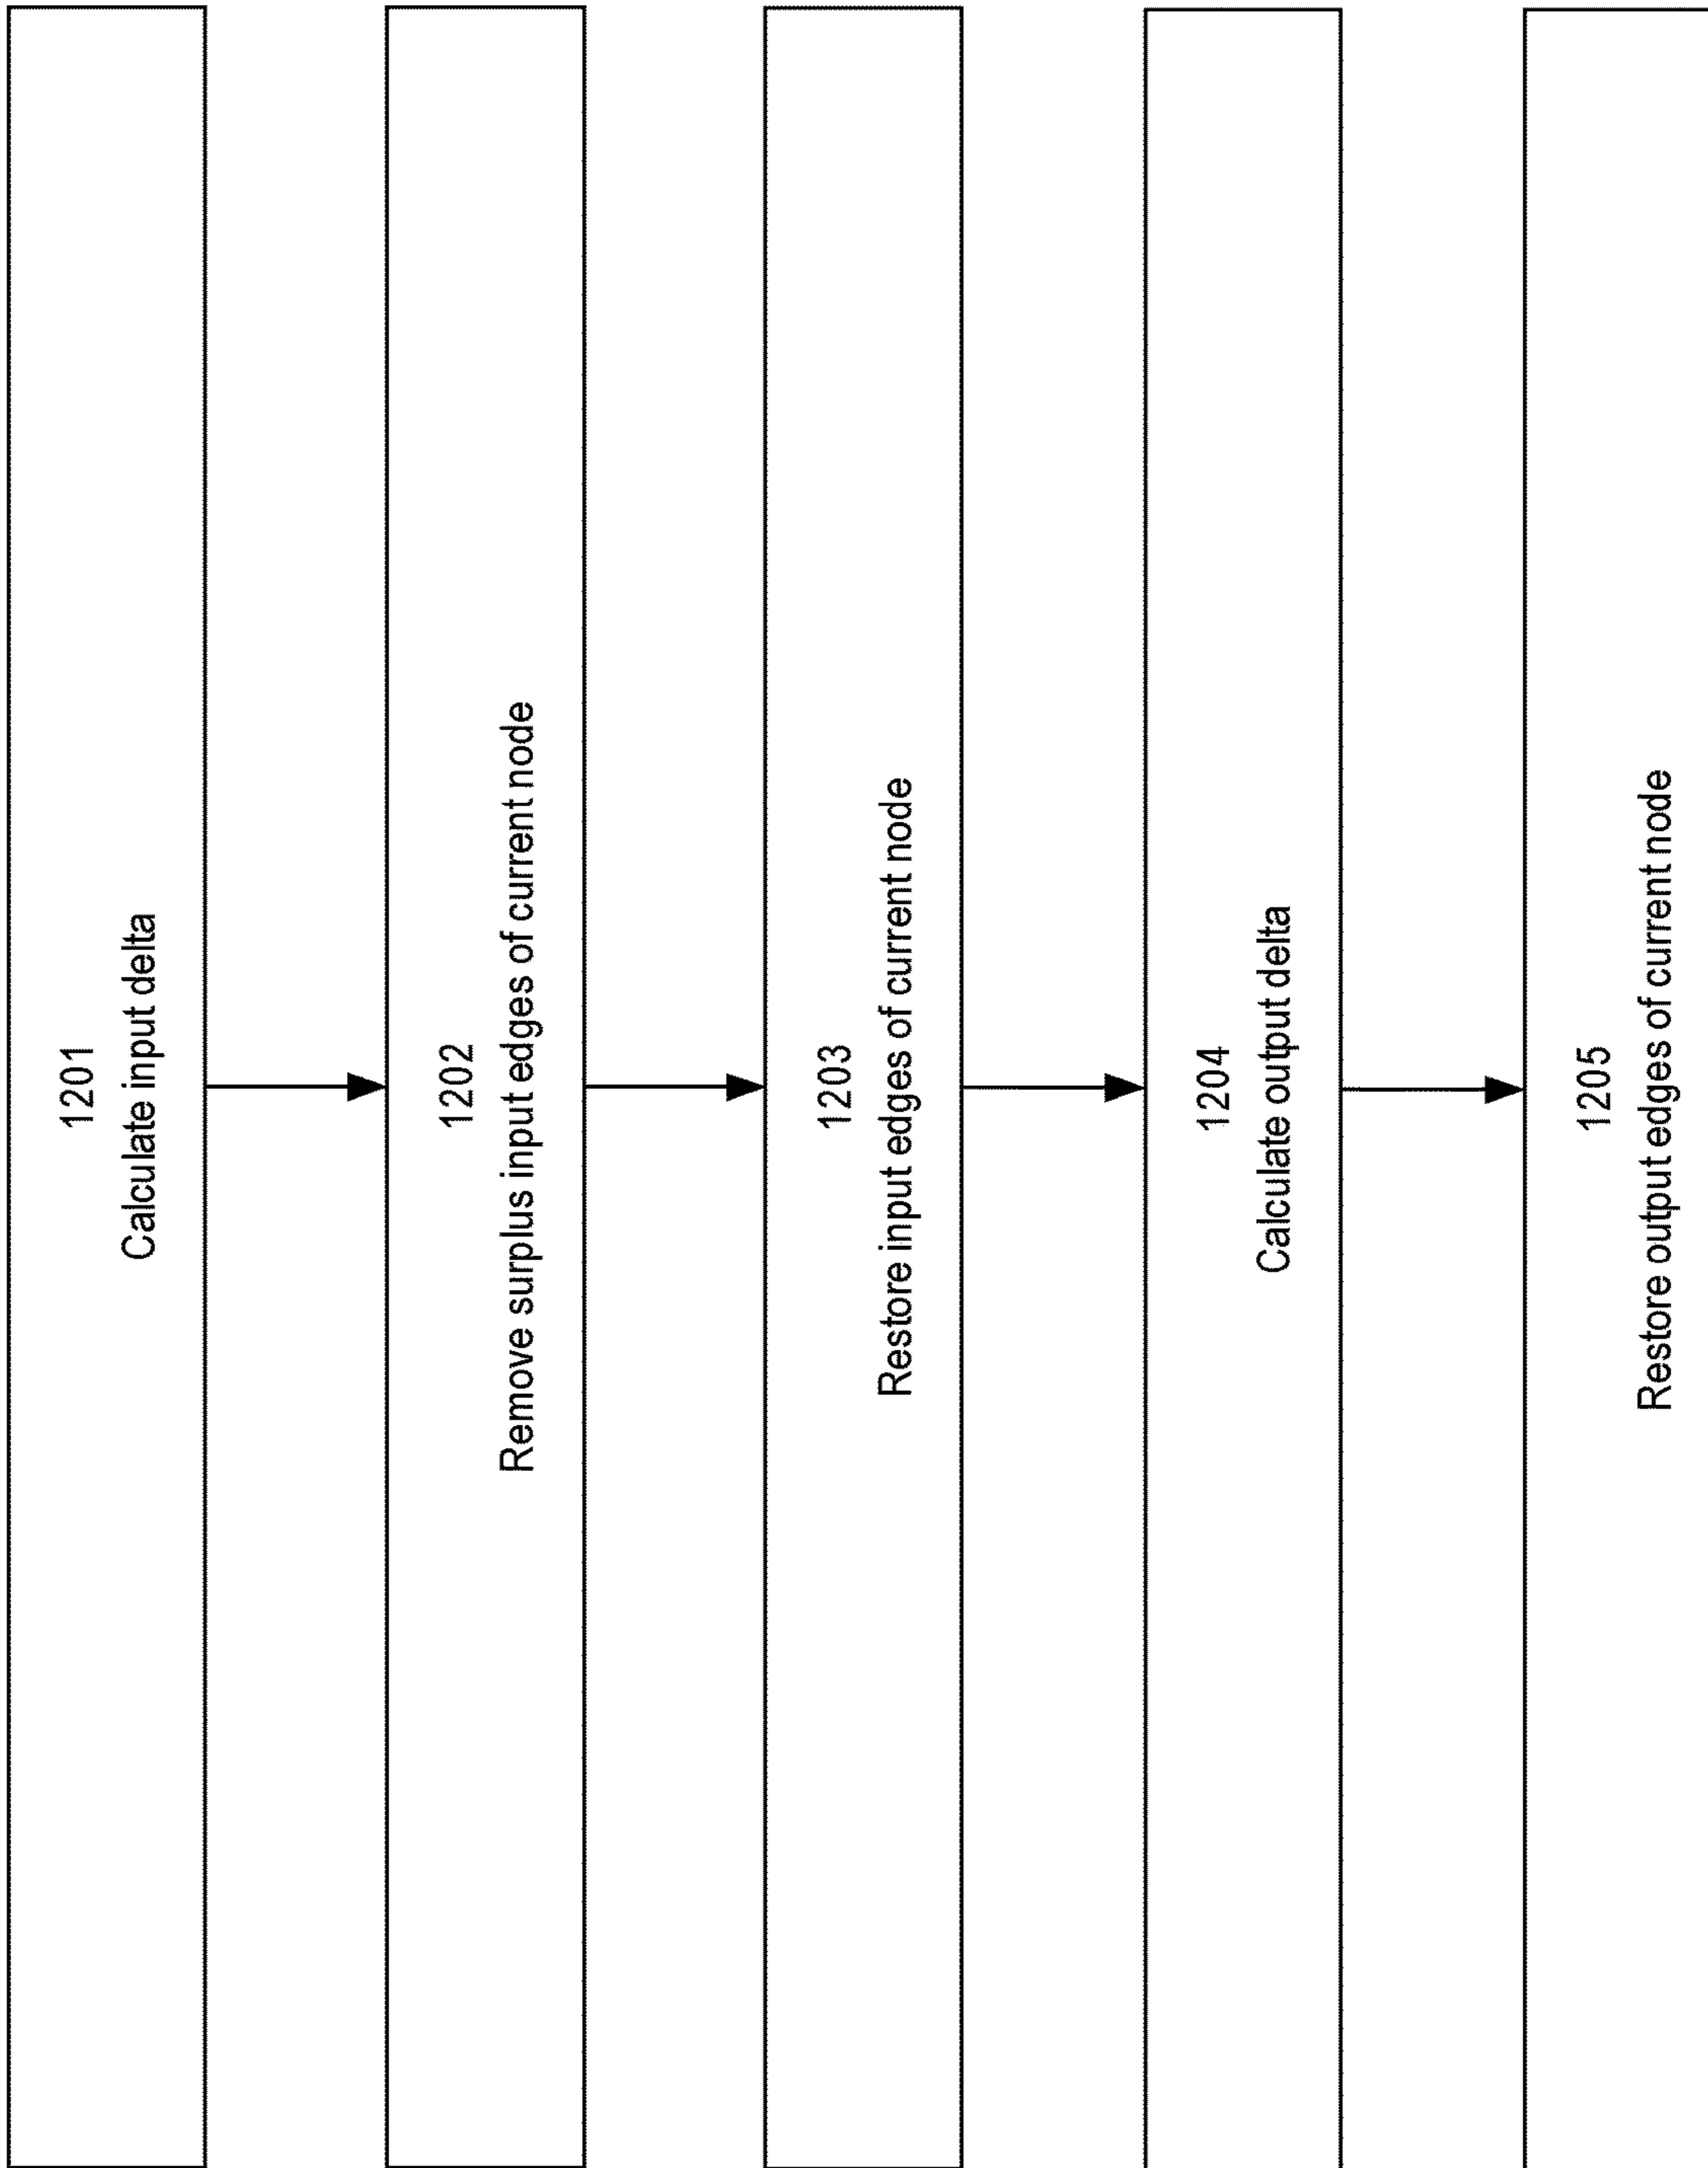 1201
Calculate input delta
1202
Remove surplus input edges of current node
1203
Restore input edges of current node
1204
Calculate output delta
1205
Restore output edges of current node